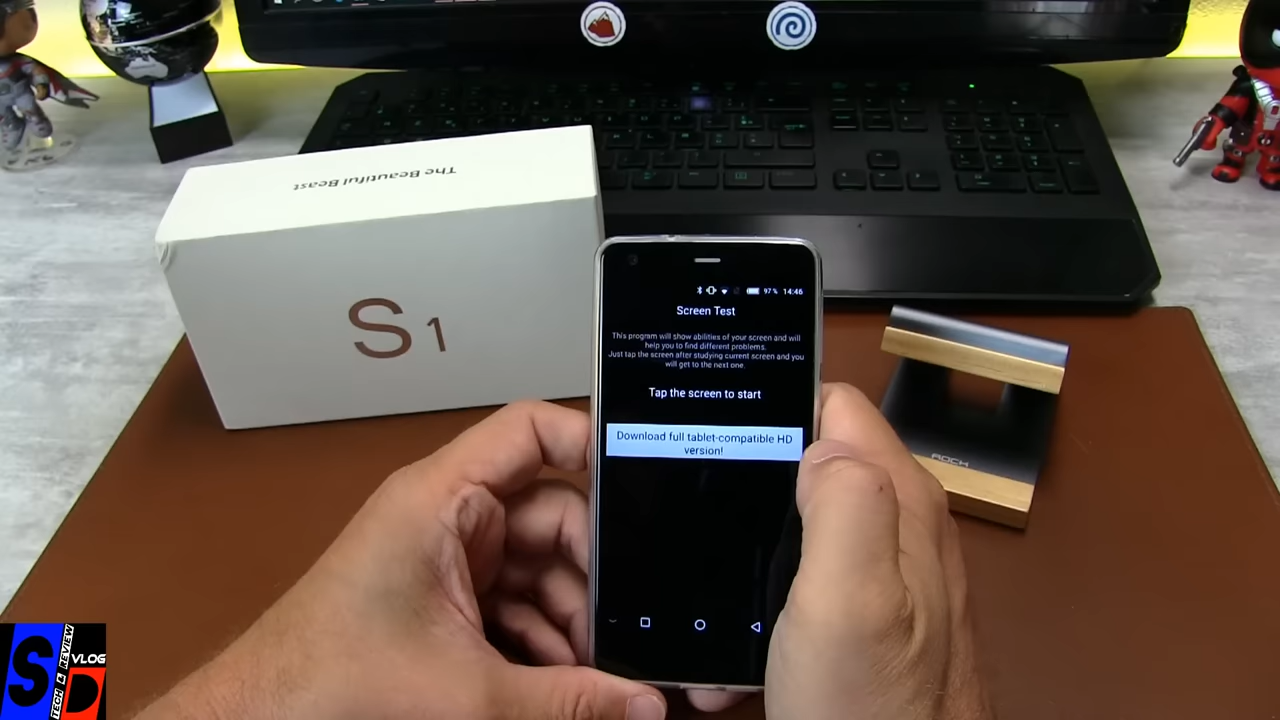 The Beautiful Beast
S1
97% 14:46
Screen Test
This program will show abilities of your screen and will
help you to find different problems.
Just tap the screen after studying current screen and you
will get to the next one.
Tap the screen to start
Download full tablet-compatible HD
version!
ROCK
SD
TECH & REVIEW
VLOG